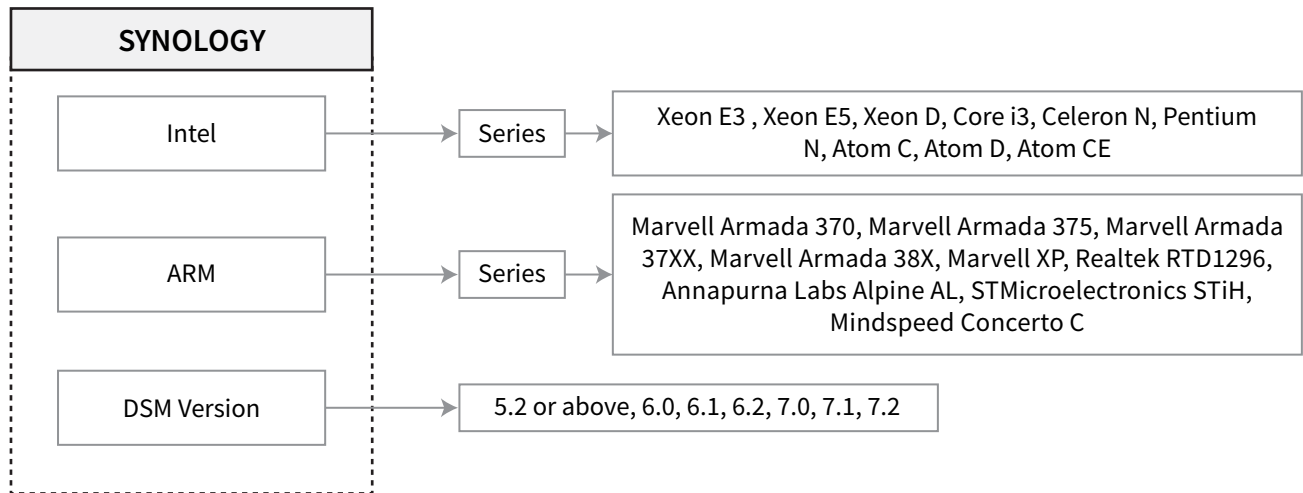 SYNOLOGY
Intel
Series
Xeon E3 , Xeon E5, Xeon D, Core i3, Celeron N, Pentium
N, Atom C, Atom D, Atom CE
ARM
Series
Marvell Armada 370, Marvell Armada 375, Marvell Armada
37XX, Marvell Armada 38X, Marvell XP, Realtek RTD1296,
Annapurna Labs Alpine AL, STMicroelectronics STiH,
Mindspeed Concerto C
DSM Version
5.2 or above, 6.0, 6.1, 6.2, 7.0, 7.1, 7.2